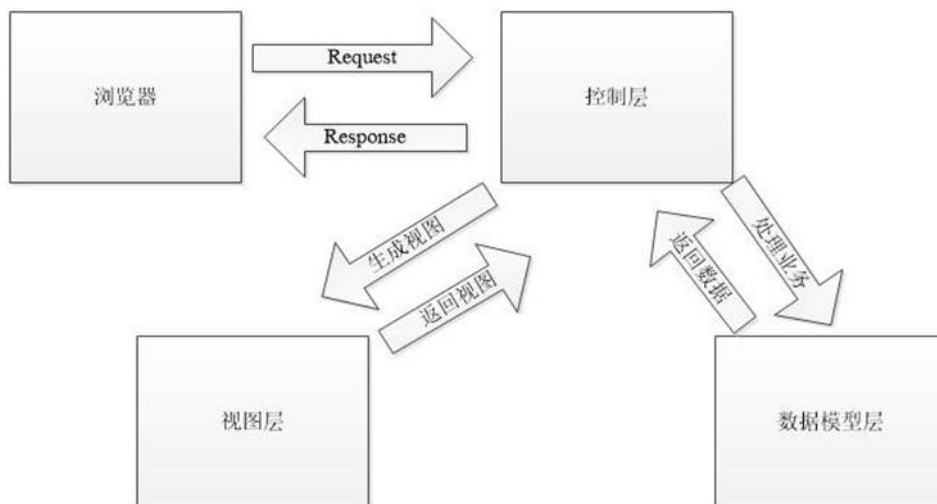 浏览器
Request
控制层
Response
生成视图
返回视图
返回数据
处理业务
视图层
数据模型层